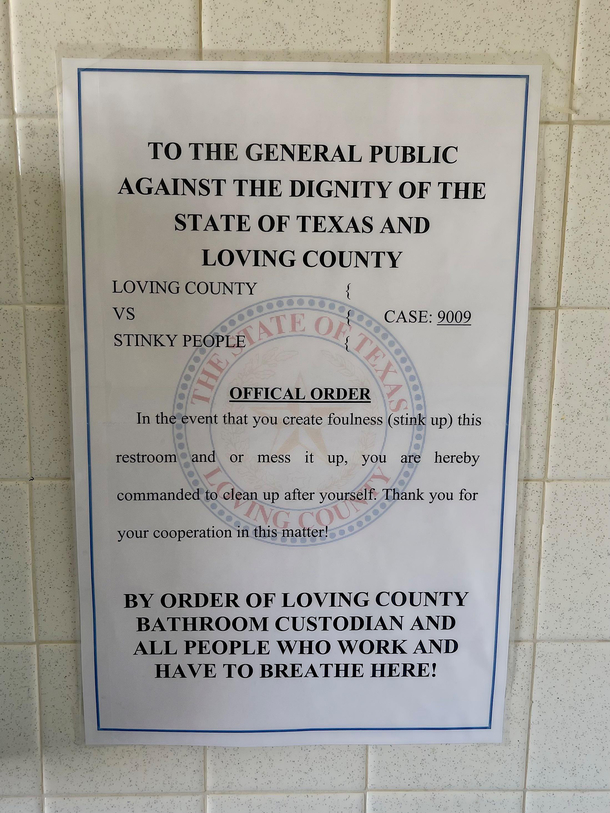 TO THE GENERAL PUBLIC
AGAINST THE DIGNITY OF THE
STATE OF TEXAS AND
LOVING COUNTY
LOVING COUNTY {
VS { CASE: 9009
STINKY PEOPLE {
THE STATE OF TEXAS
LOVING COUNTY
OFFICAL ORDER
In the event that you create foulness (stink up) this
restroom and or mess it up, you are hereby
commanded to clean up after yourself. Thank you for
your cooperation in this matter!
BY ORDER OF LOVING COUNTY
BATHROOM CUSTODIAN AND
ALL PEOPLE WHO WORK AND
HAVE TO BREATHE HERE!